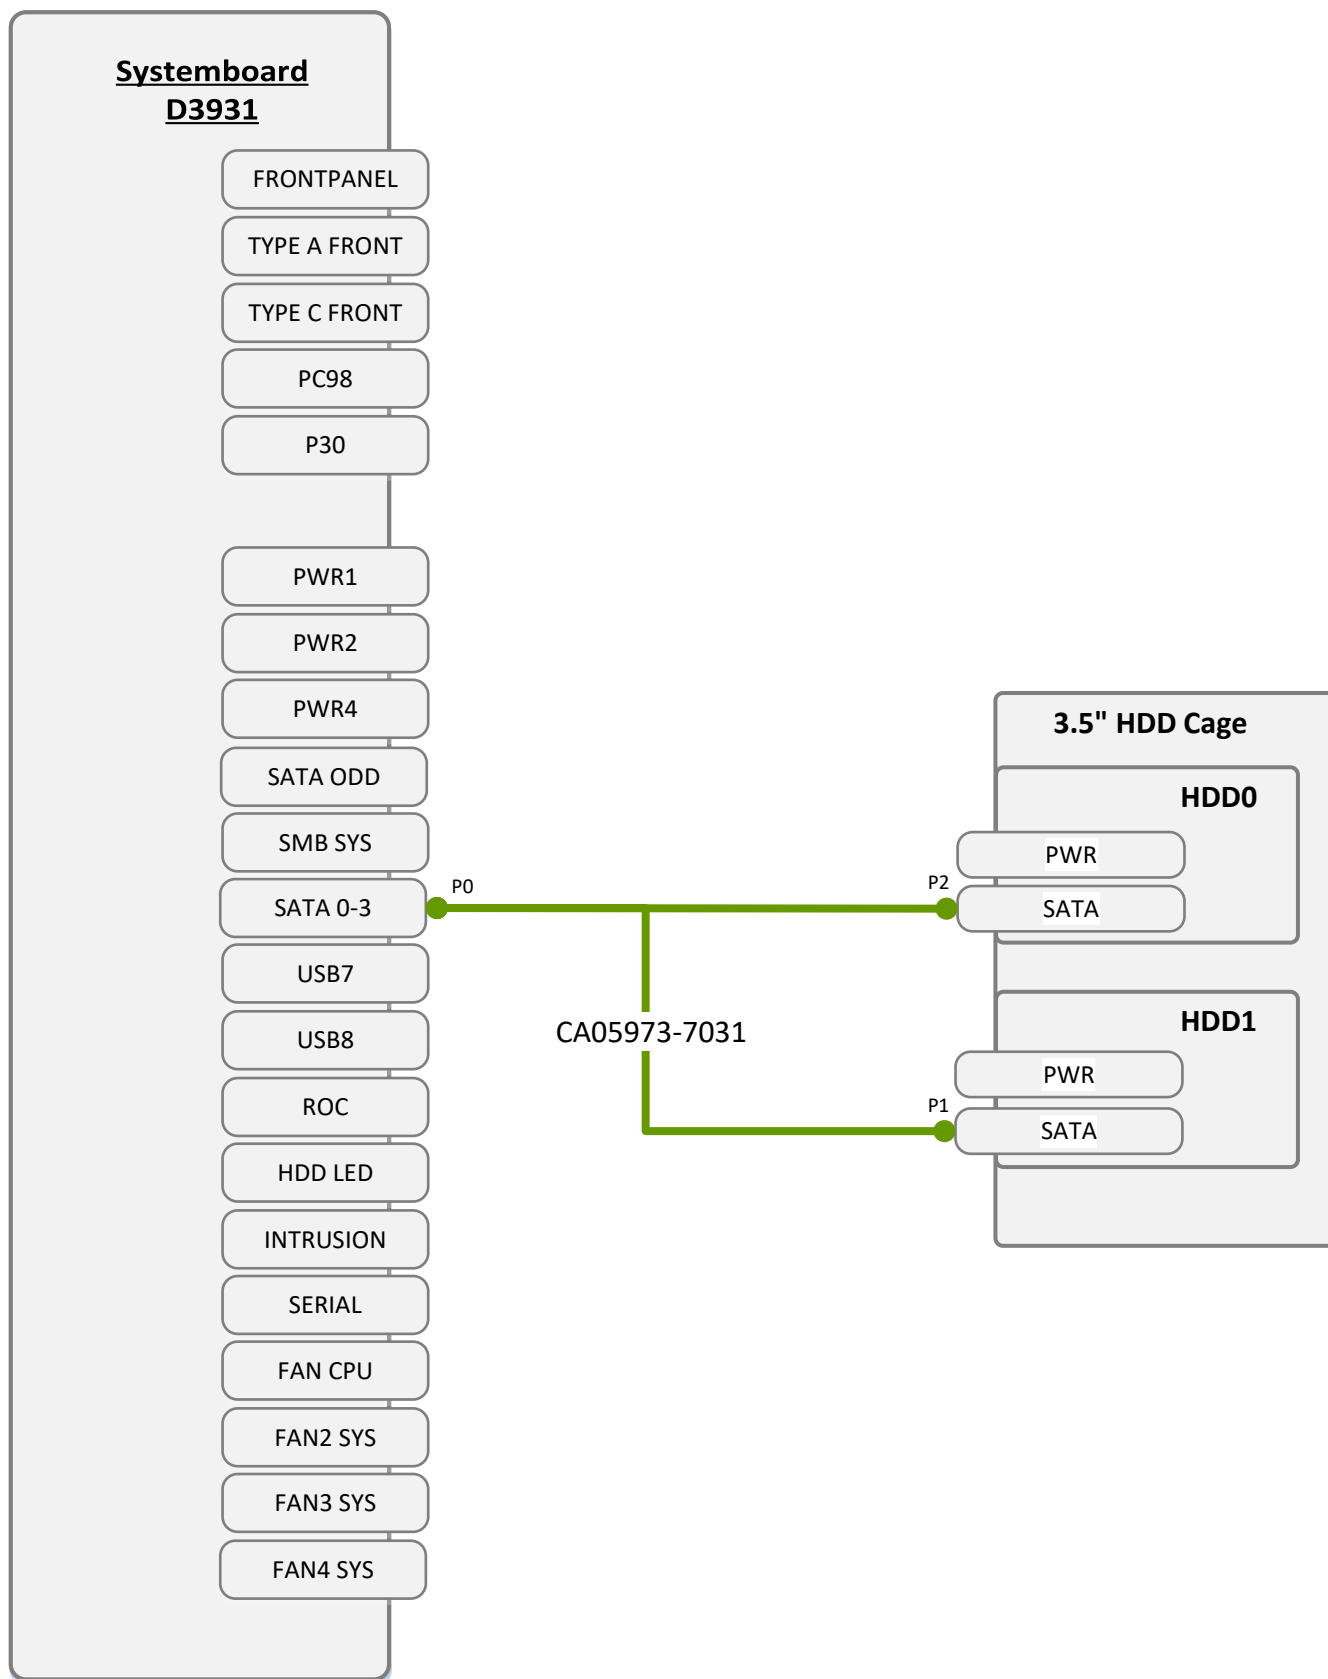 Systemboard
D3931
FRONTPANEL
TYPE A FRONT
TYPE C FRONT
PC98
P30
PWR1
PWR2
PWR4
SATA ODD
SMB SYS
SATA 0-3
USB7
USB8
ROC
HDD LED
INTRUSION
SERIAL
FAN CPU
FAN2 SYS
FAN3 SYS
FAN4 SYS
P0
CA05973-7031
P2
P1
3.5" HDD Cage
HDD0
PWR
SATA
HDD1
PWR
SATA